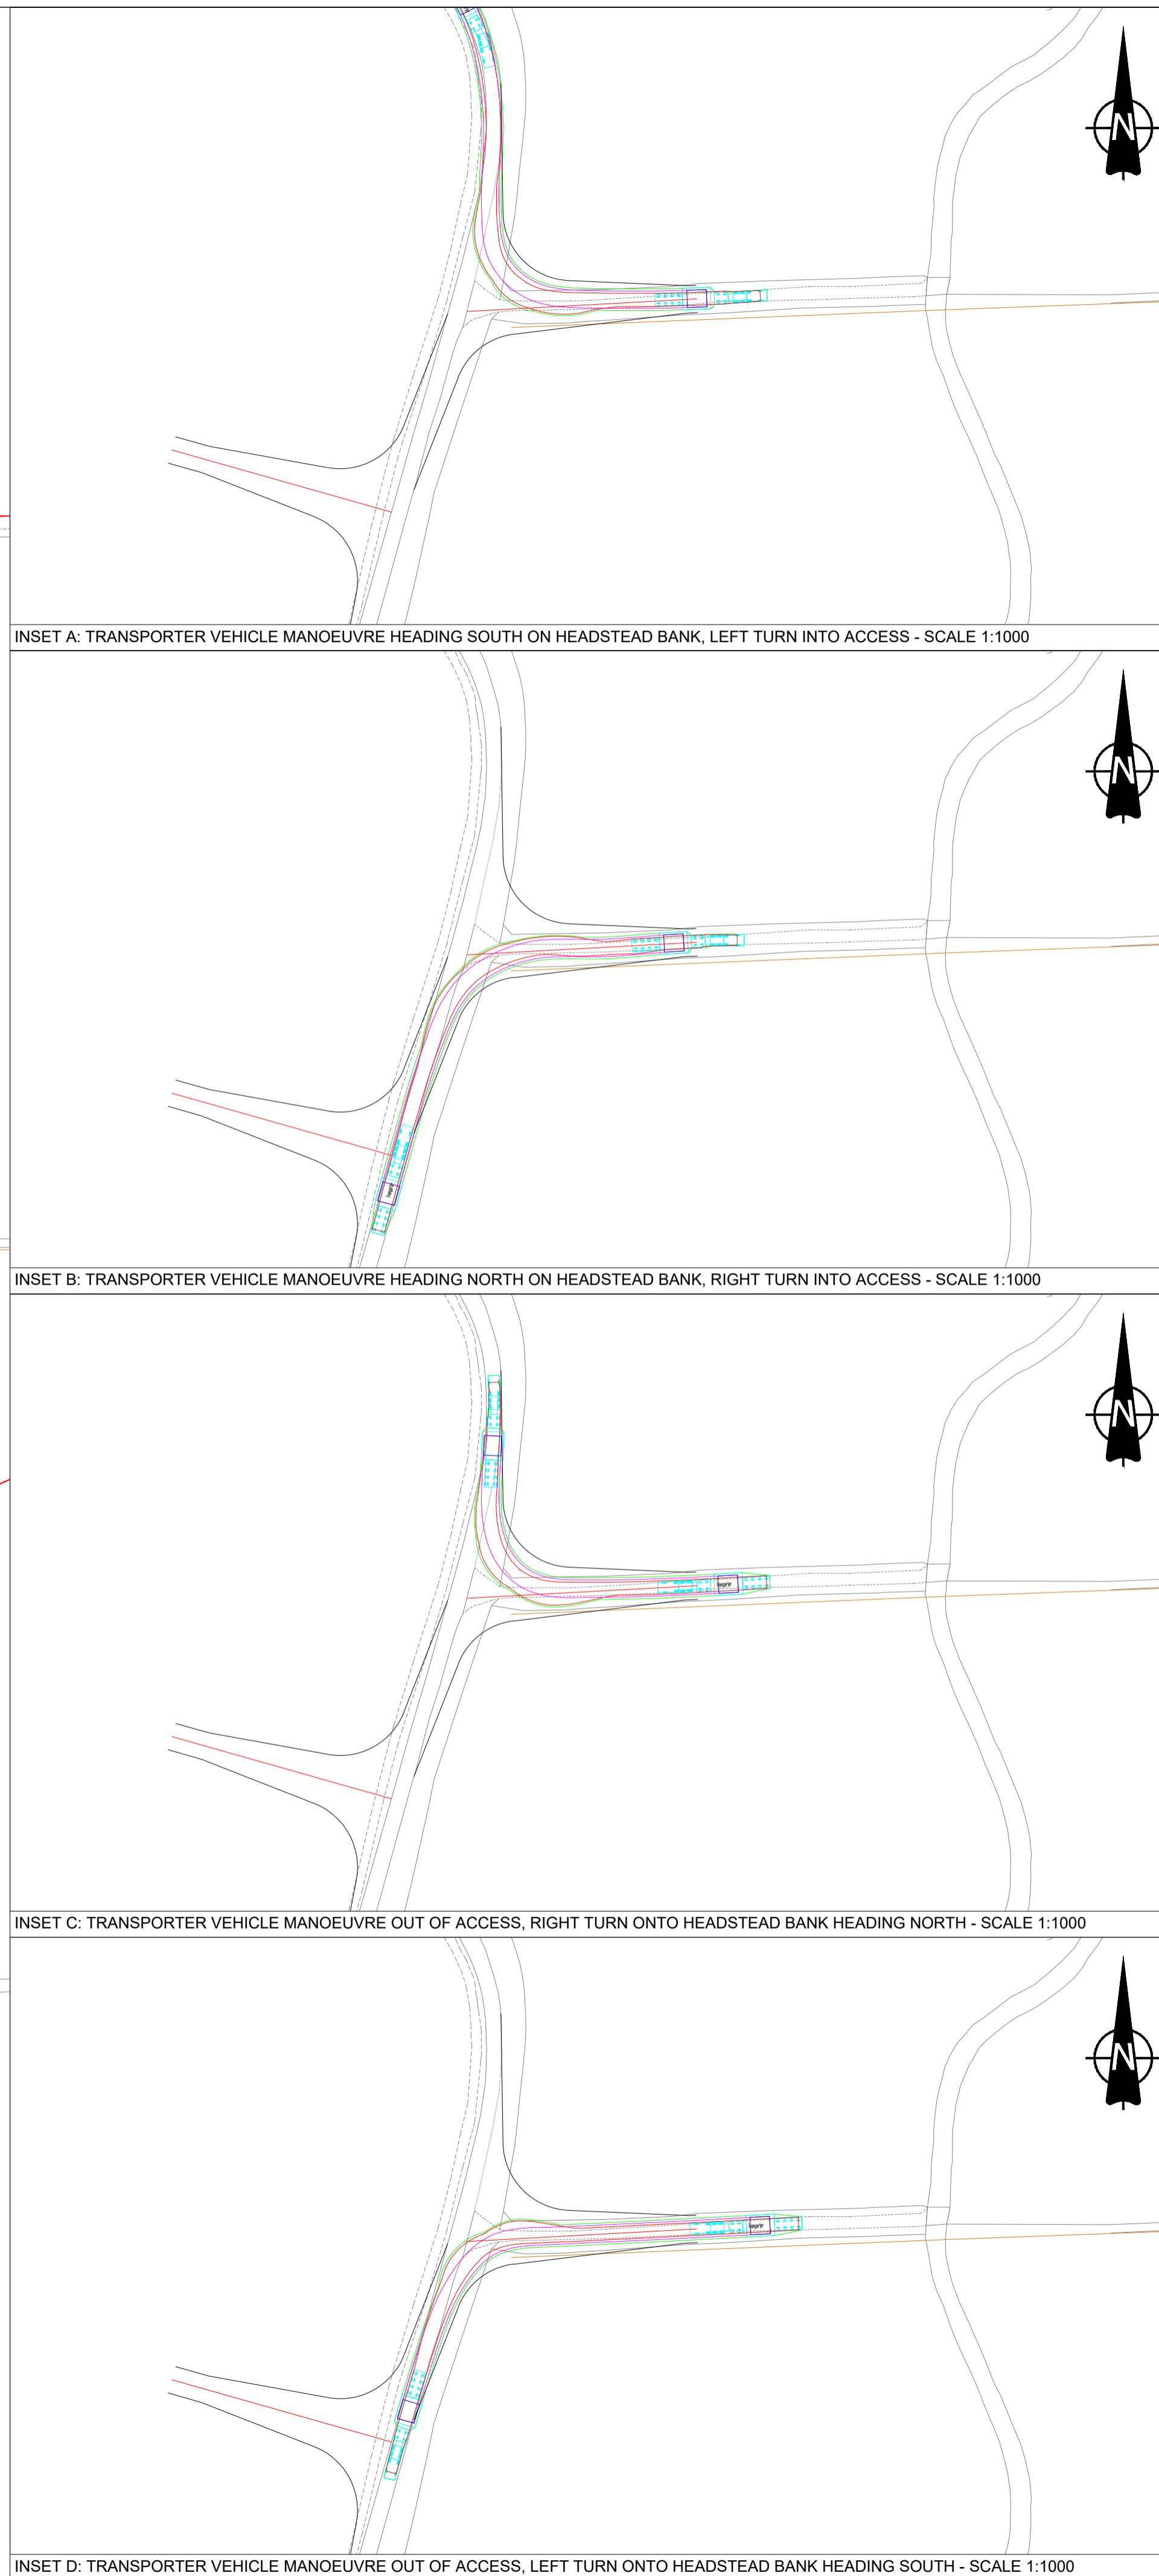 N
INSET A: TRANSPORTER VEHICLE MANOEUVRE HEADING SOUTH ON HEADSTEAD BANK, LEFT TURN INTO ACCESS - SCALE 1:1000
N
INSET B: TRANSPORTER VEHICLE MANOEUVRE HEADING NORTH ON HEADSTEAD BANK, RIGHT TURN INTO ACCESS - SCALE 1:1000
N
INSET C: TRANSPORTER VEHICLE MANOEUVRE OUT OF ACCESS, RIGHT TURN ONTO HEADSTEAD BANK HEADING NORTH - SCALE 1:1000
N
INSET D: TRANSPORTER VEHICLE MANOEUVRE OUT OF ACCESS, LEFT TURN ONTO HEADSTEAD BANK HEADING SOUTH - SCALE 1:1000